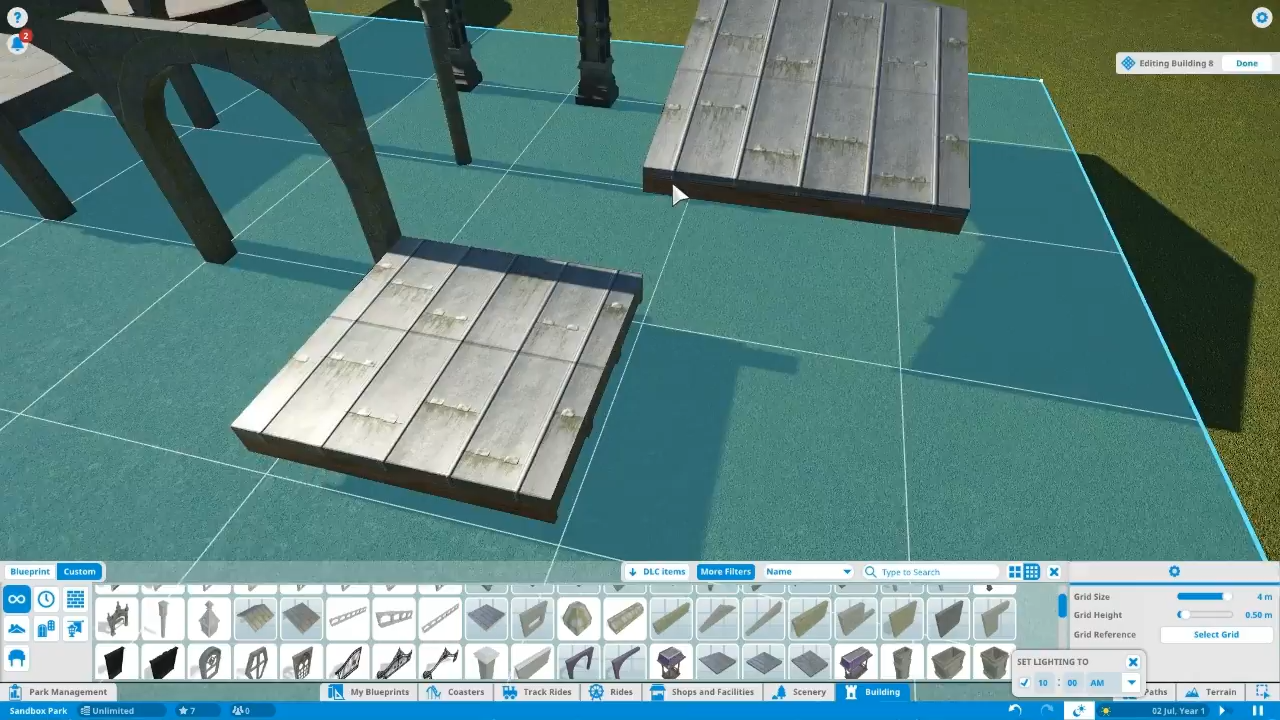 ?
2
Editing Building 8
Done
Blueprint
Custom
DLC items
More Filters
Name
Type to Search
Grid Size
4 m
Grid Height
0.50 m
Grid Reference
Select Grid
SET LIGHTING TO
10 : 00 AM
Park Management
My Blueprints
Coasters
Track Rides
Rides
Shops and Facilities
Scenery
Building
Paths
Terrain
Sandbox Park
Unlimited
7
0
02 Jul, Year 1